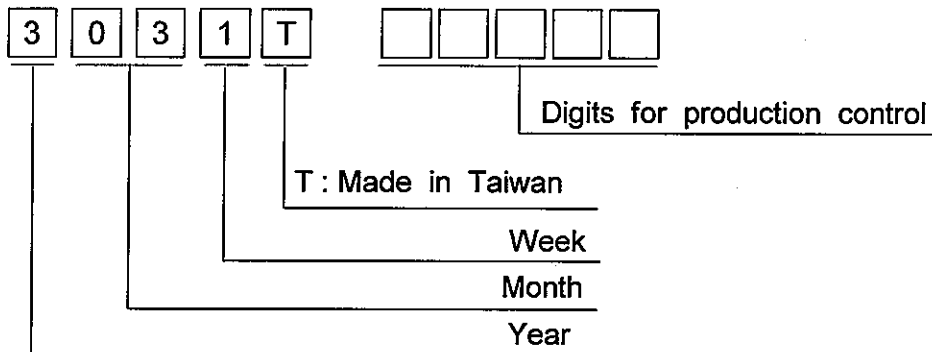 3 0 3 1 T
Digits for production control
T : Made in Taiwan
Week
Month
Year